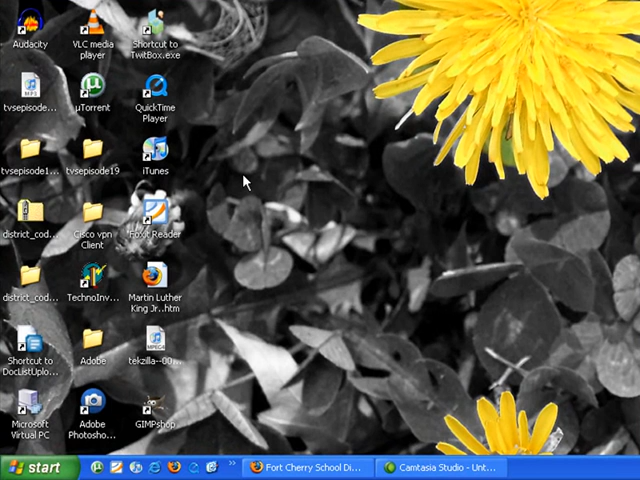 Audacity
VLC media
player
Shortcut to
TwitBox.exe
MP3
tvsepisode...
µTorrent
QuickTime
Player
tvsepisode1...
tvsepisode19
iTunes
district_cod...
Cisco vpn
Client
Foxit Reader
district_cod...
TechnoInv...
Martin Luther
King Jr..htm
Shortcut to
DocListUplo...
Adobe
MPEG4
tekzilla--00...
Microsoft
Virtual PC
Adobe
Photosho...
GIMPshop
start
Fort Cherry School Di...
Camtasia Studio - Unt...